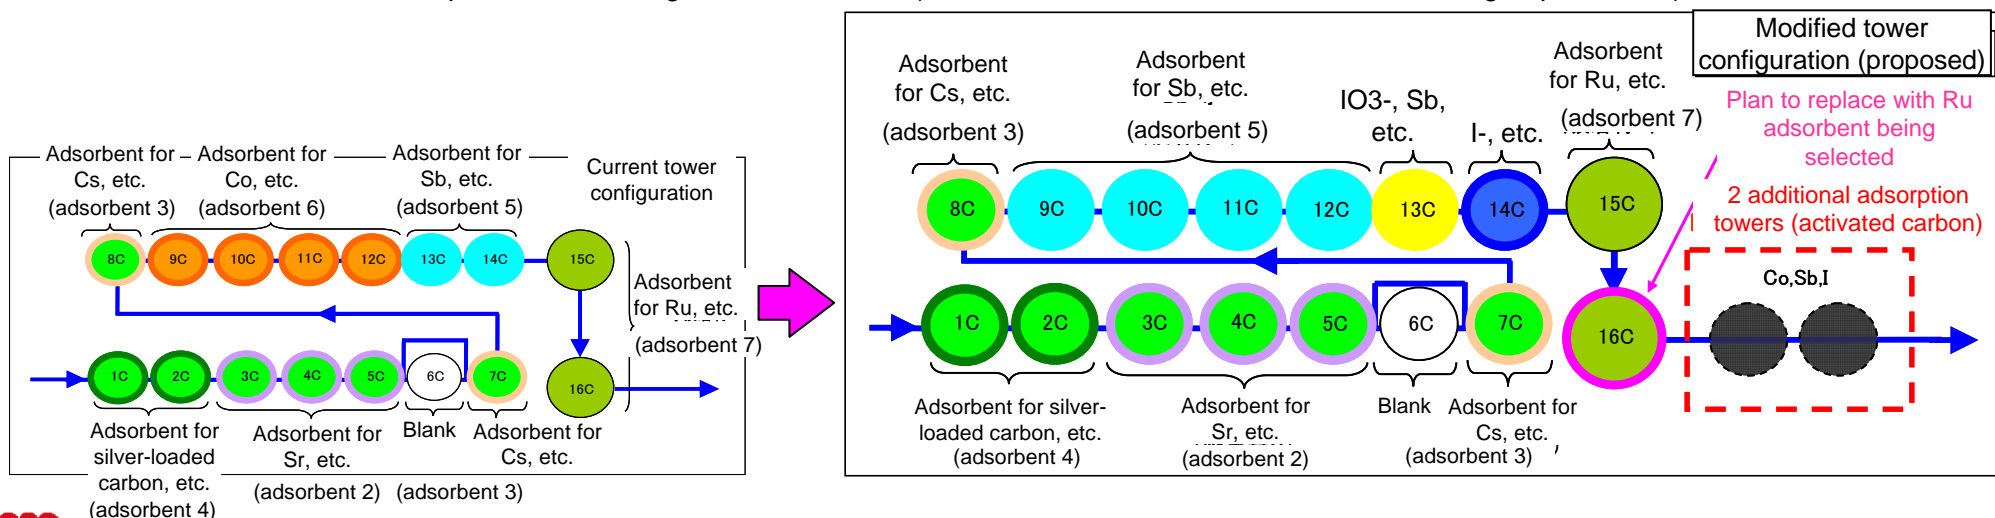 Current tower
configuration
Adsorbent for
Cs, etc.
(adsorbent 3)
Adsorbent for
Co, etc.
(adsorbent 6)
Adsorbent for
Sb, etc.
(adsorbent 5)
8C
9C
10C
11C
12C
13C
14C
15C
Adsorbent
for Ru, etc.
(adsorbent 7)
1C
2C
3C
4C
5C
6C
7C
16C
Adsorbent for
silver-loaded
carbon, etc.
(adsorbent 4)
Adsorbent for
Sr, etc.
(adsorbent 2)
Blank
Adsorbent for
Cs, etc.
(adsorbent 3)
Modified tower
configuration (proposed)
Adsorbent
for Cs, etc.
(adsorbent 3)
Adsorbent
for Sb, etc.
(adsorbent 5)
IO3-, Sb,
etc.
I-, etc.
Adsorbent
for Ru, etc.
(adsorbent 7)
Plan to replace with Ru
adsorbent being
selected
2 additional adsorption
towers (activated carbon)
8C
9C
10C
11C
12C
13C
14C
15C
Co,Sb,I
1C
2C
3C
4C
5C
6C
7C
16C
Adsorbent for silver-
loaded carbon, etc.
(adsorbent 4)
Adsorbent for
Sr, etc.
(adsorbent 2)
Blank
Adsorbent for
Cs, etc.
(adsorbent 3)